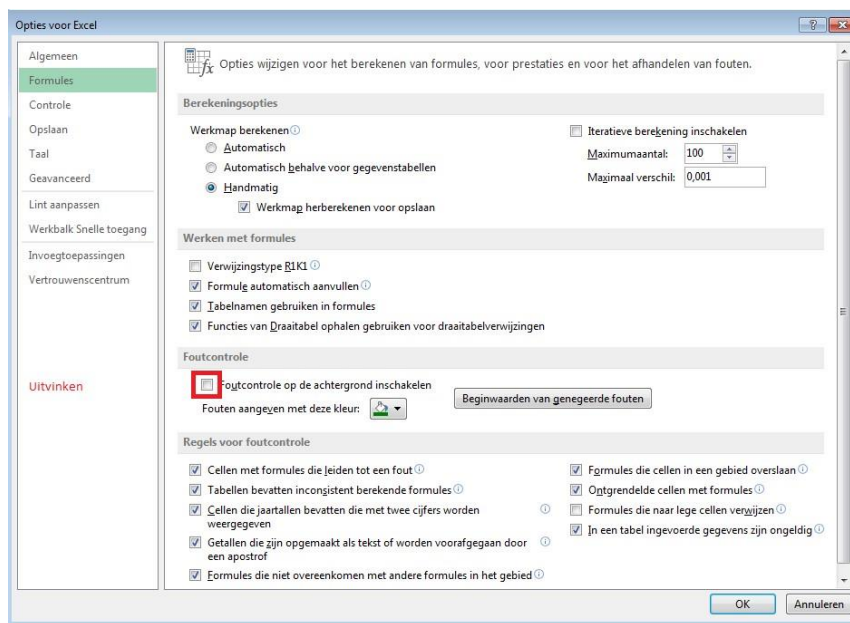 Opties voor Excel
Algemeen
Formules
Controle
Opslaan
Taal
Geavanceerd
Lint aanpassen
Werkbalk Snelle toegang
Invoegtoepassingen
Vertrouwenscentrum
Uitvinken
Opties wijzigen voor het berekenen van formules, voor prestaties en voor het afhandelen van fouten.
Berekeningsopties
Werkmap berekenen
Automatisch
Automatisch behalve voor gegevenstabellen
Handmatig
Werkmap herberekenen voor opslaan
Iteratieve berekening inschakelen
Maximumaantal: 100
Maximaal verschil: 0,001
Werken met formules
Verwijzingstype R1K1
Formule automatisch aanvullen
Tabelnamen gebruiken in formules
Functies van Draaitabel ophalen gebruiken voor draaitabelverwijzingen
Foutcontrole
Foutcontrole op de achtergrond inschakelen
Fouten aangeven met deze kleur:
Beginwaarden van genegeerde fouten
Regels voor foutcontrole
Cellen met formules die leiden tot een fout
Tabellen bevatten inconsistent berekende formules
Cellen die jaartallen bevatten die met twee cijfers worden
weergegeven
Getallen die zijn opgemaakt als tekst of worden voorafgegaan door
een apostrof
Formules die niet overeenkomen met andere formules in het gebied
Formules die cellen in een gebied overslaan
Ontgrendelde cellen met formules
Formules die naar lege cellen verwijzen
In een tabel ingevoerde gegevens zijn ongeldig
OK
Annuleren